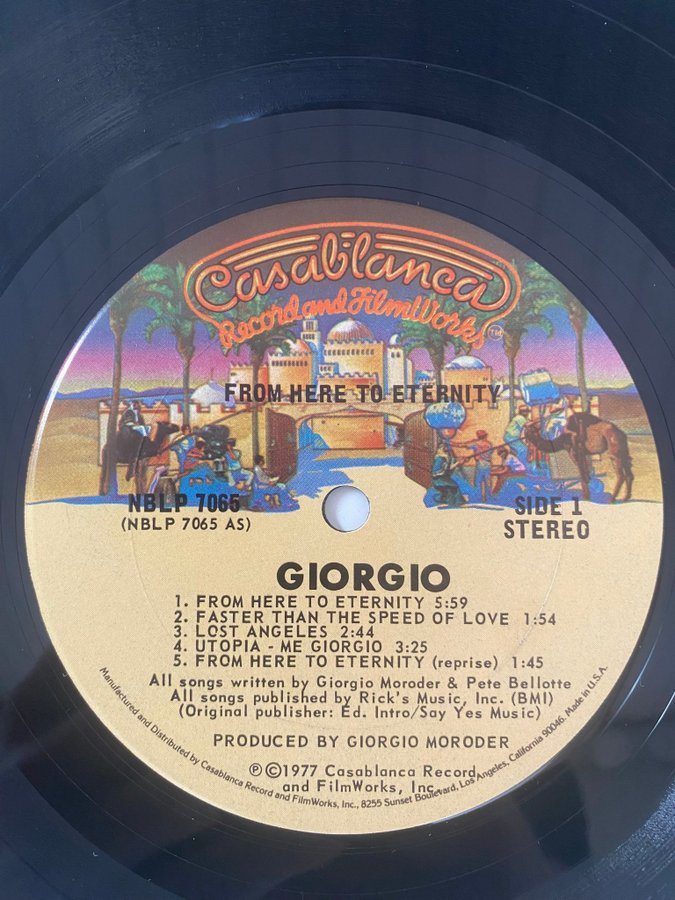 Casablanca
Record and FilmWorks™
FROM HERE TO ETERNITY
NBLP 7065
(NBLP 7065 AS)
SIDE 1
STEREO
GIORGIO
1. FROM HERE TO ETERNITY 5:59
2. FASTER THAN THE SPEED OF LOVE 1:54
3. LOST ANGELES 2:44
4. UTOPIA - ME GIORGIO 3:25
5. FROM HERE TO ETERNITY (reprise) 1:45
All songs written by Giorgio Moroder & Pete Bellotte
All songs published by Rick's Music, Inc. (BMI)
(Original publisher: Ed. Intro/Say Yes Music)
PRODUCED BY GIORGIO MORODER
℗©1977 Casablanca Record
and FilmWorks, Inc.
Manufactured and Distributed by Casablanca Record and FilmWorks, Inc., 8255 Sunset Boulevard, Los Angeles, California 90046. Made in U.S.A.